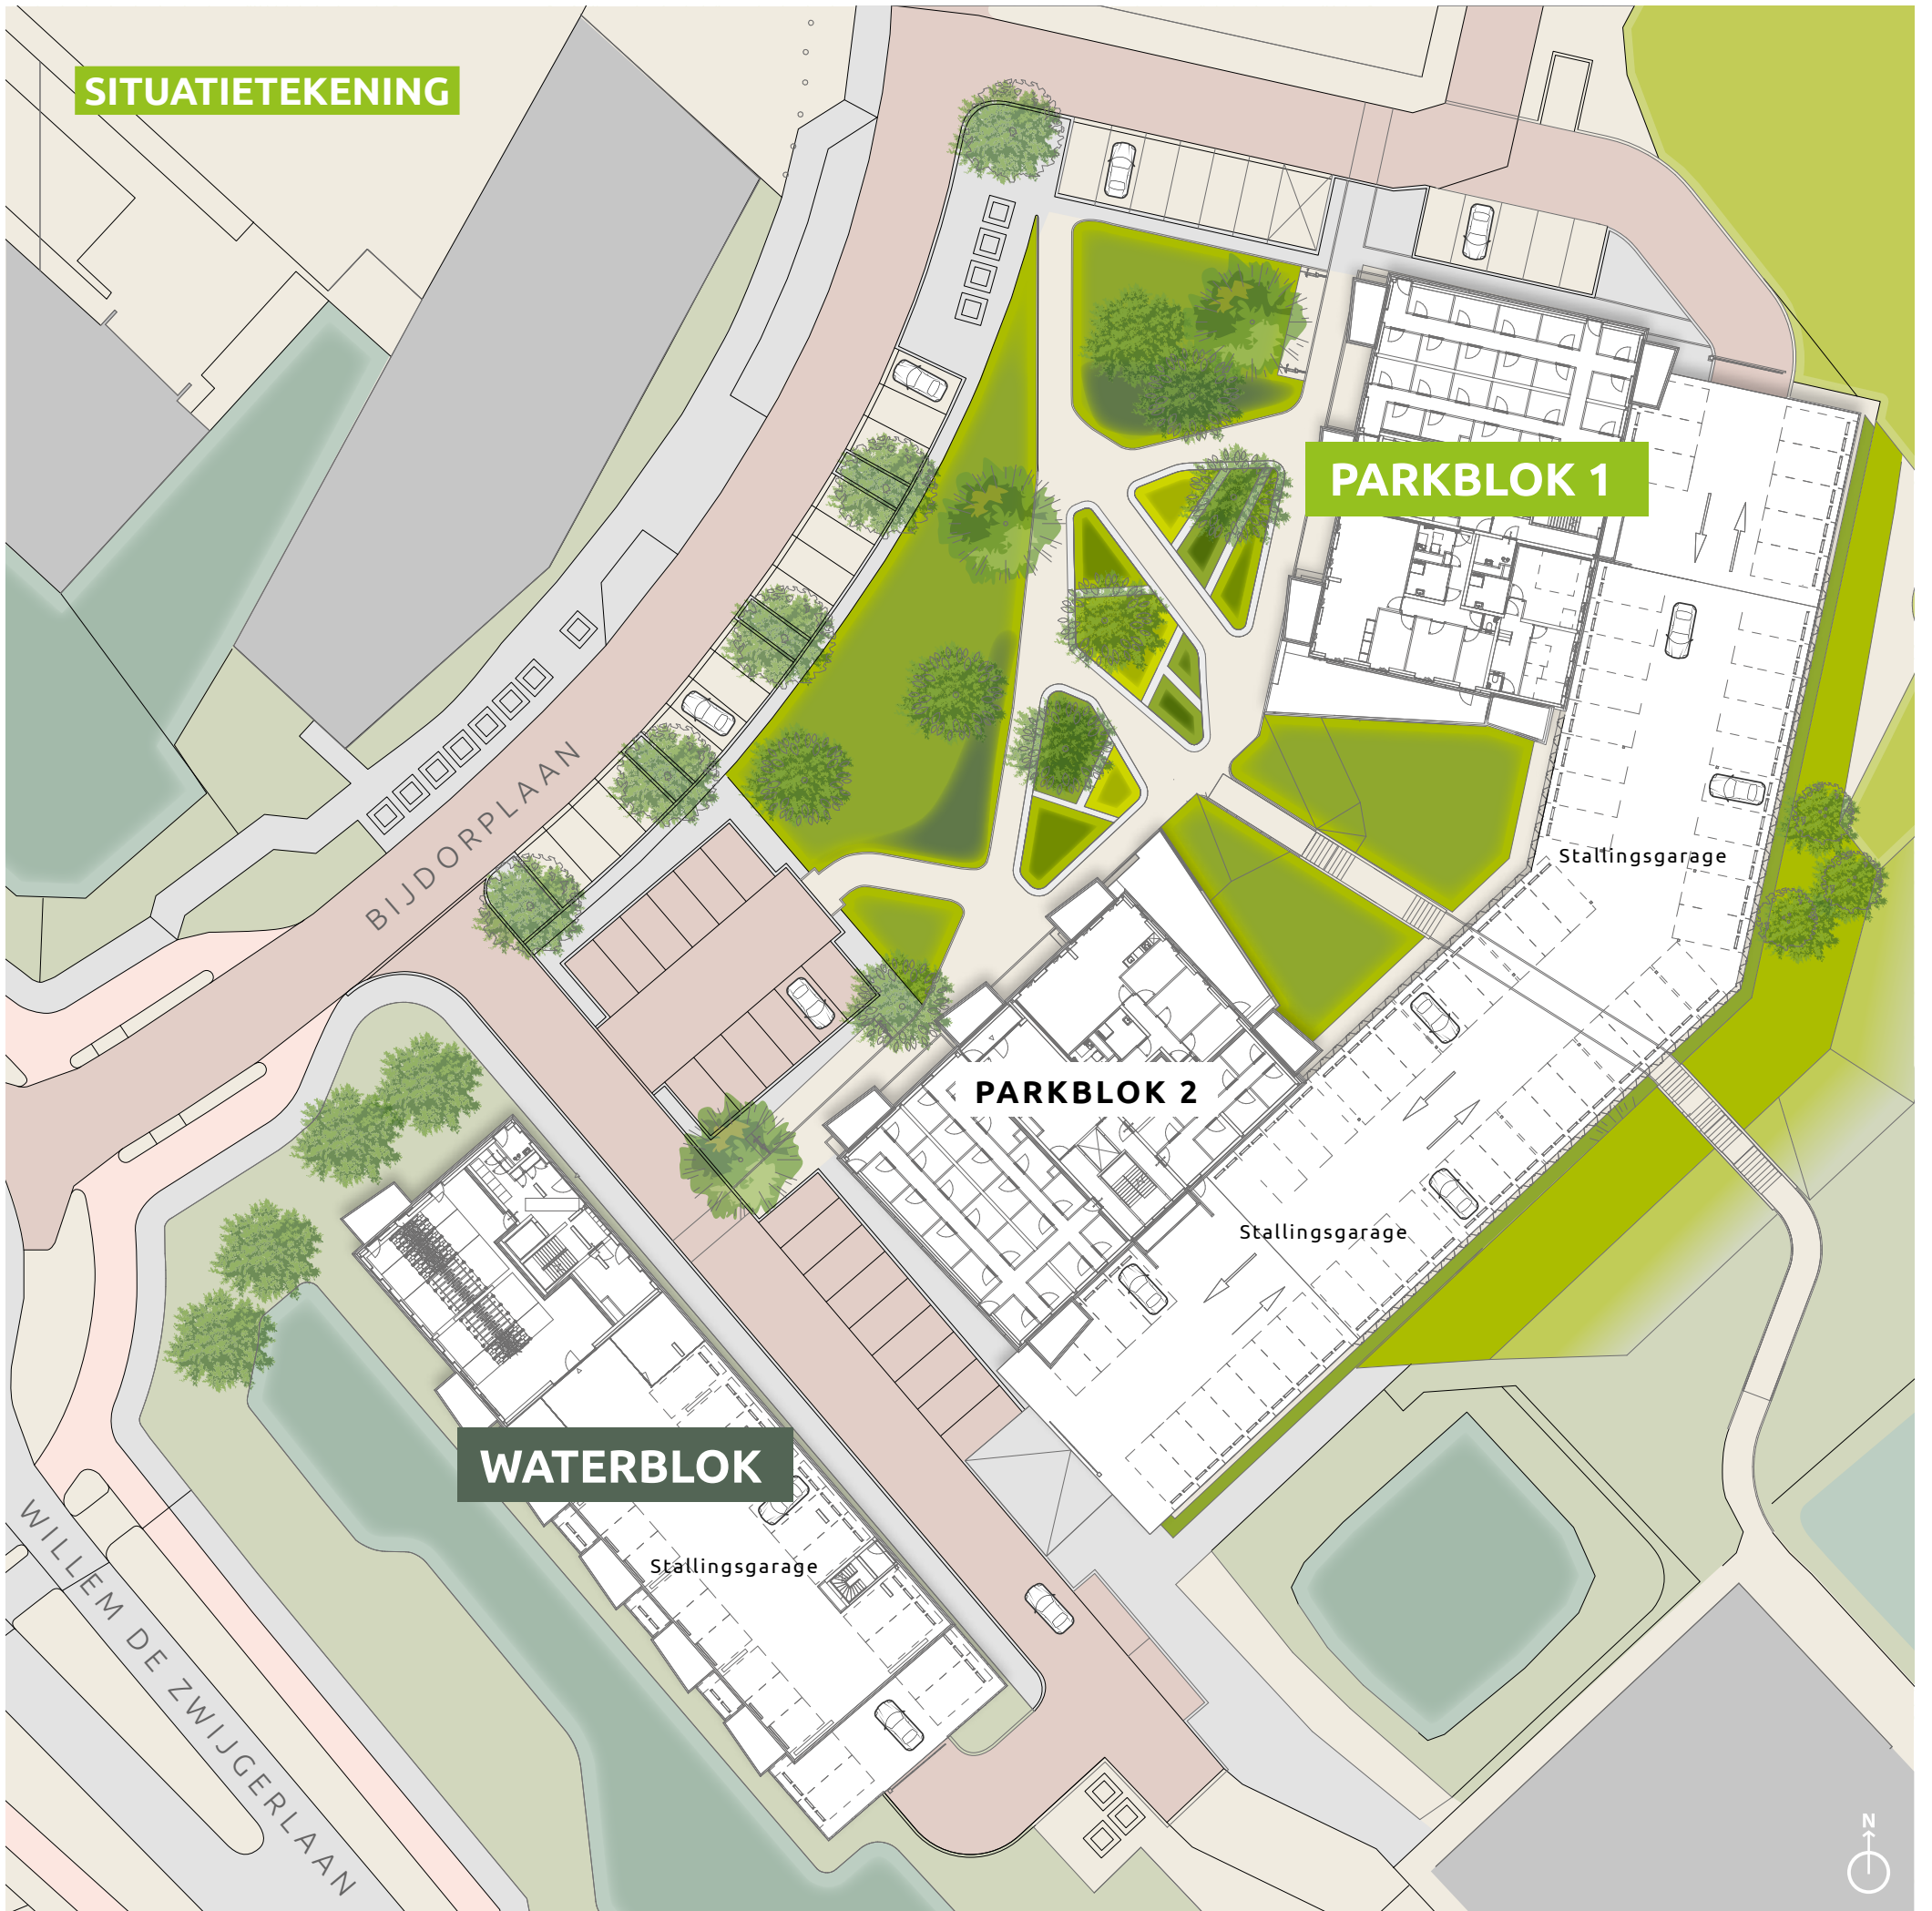 SITUATIETEKENING
PARKBLOK 1
BIJDORPLAAN
Stallingsgarage
PARKBLOK 2
Stallingsgarage
WATERBLOK
Stallingsgarage
WILLEM DE ZWIJGERLAAN
N